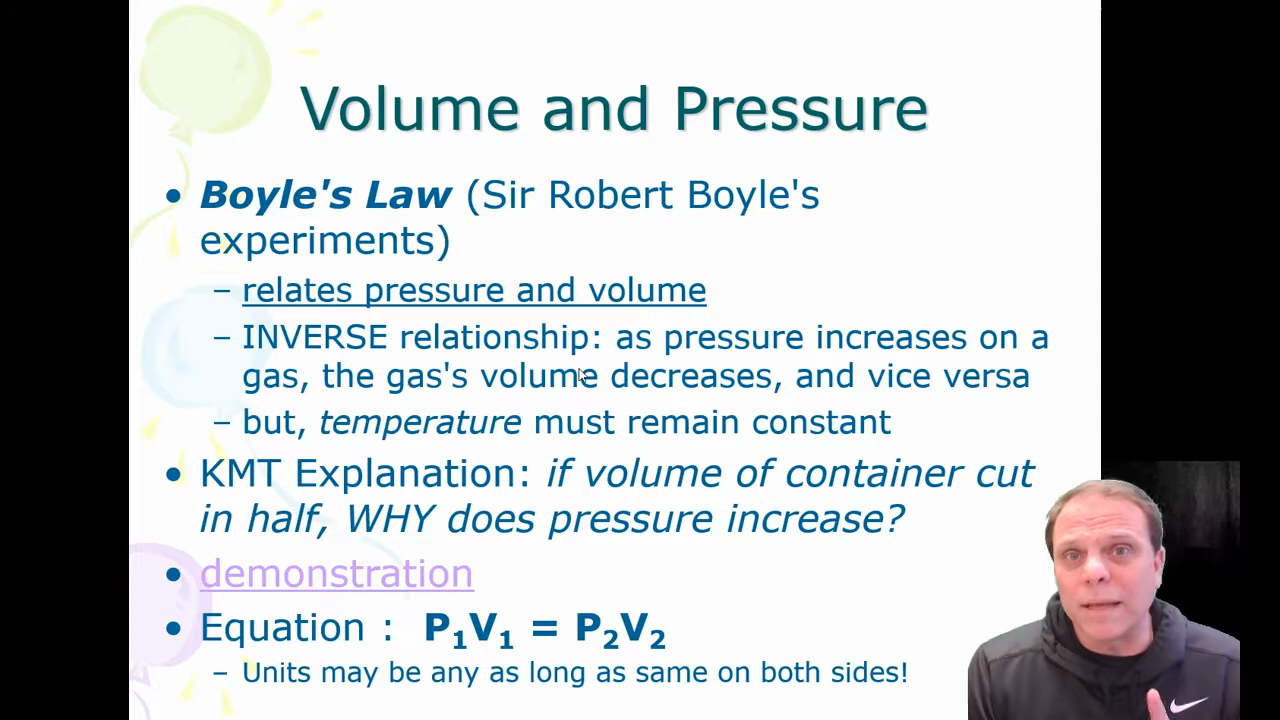 Volume and Pressure
• Boyle's Law (Sir Robert Boyle's
experiments)
– relates pressure and volume
– INVERSE relationship: as pressure increases on a
gas, the gas's volume decreases, and vice versa
– but, temperature must remain constant
• KMT Explanation: if volume of container cut
in half, WHY does pressure increase?
• demonstration
• Equation : P₁V₁ = P₂V₂
– Units may be any as long as same on both sides!